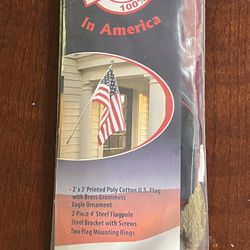 100%
in America
• 2' x 3' Printed Poly Cotton U.S. Flag
with Brass Grommets
• Eagle Ornament
• 2-Piece 4' Steel Flagpole
• Steel Bracket with Screws
• Two Flag Mounting Rings